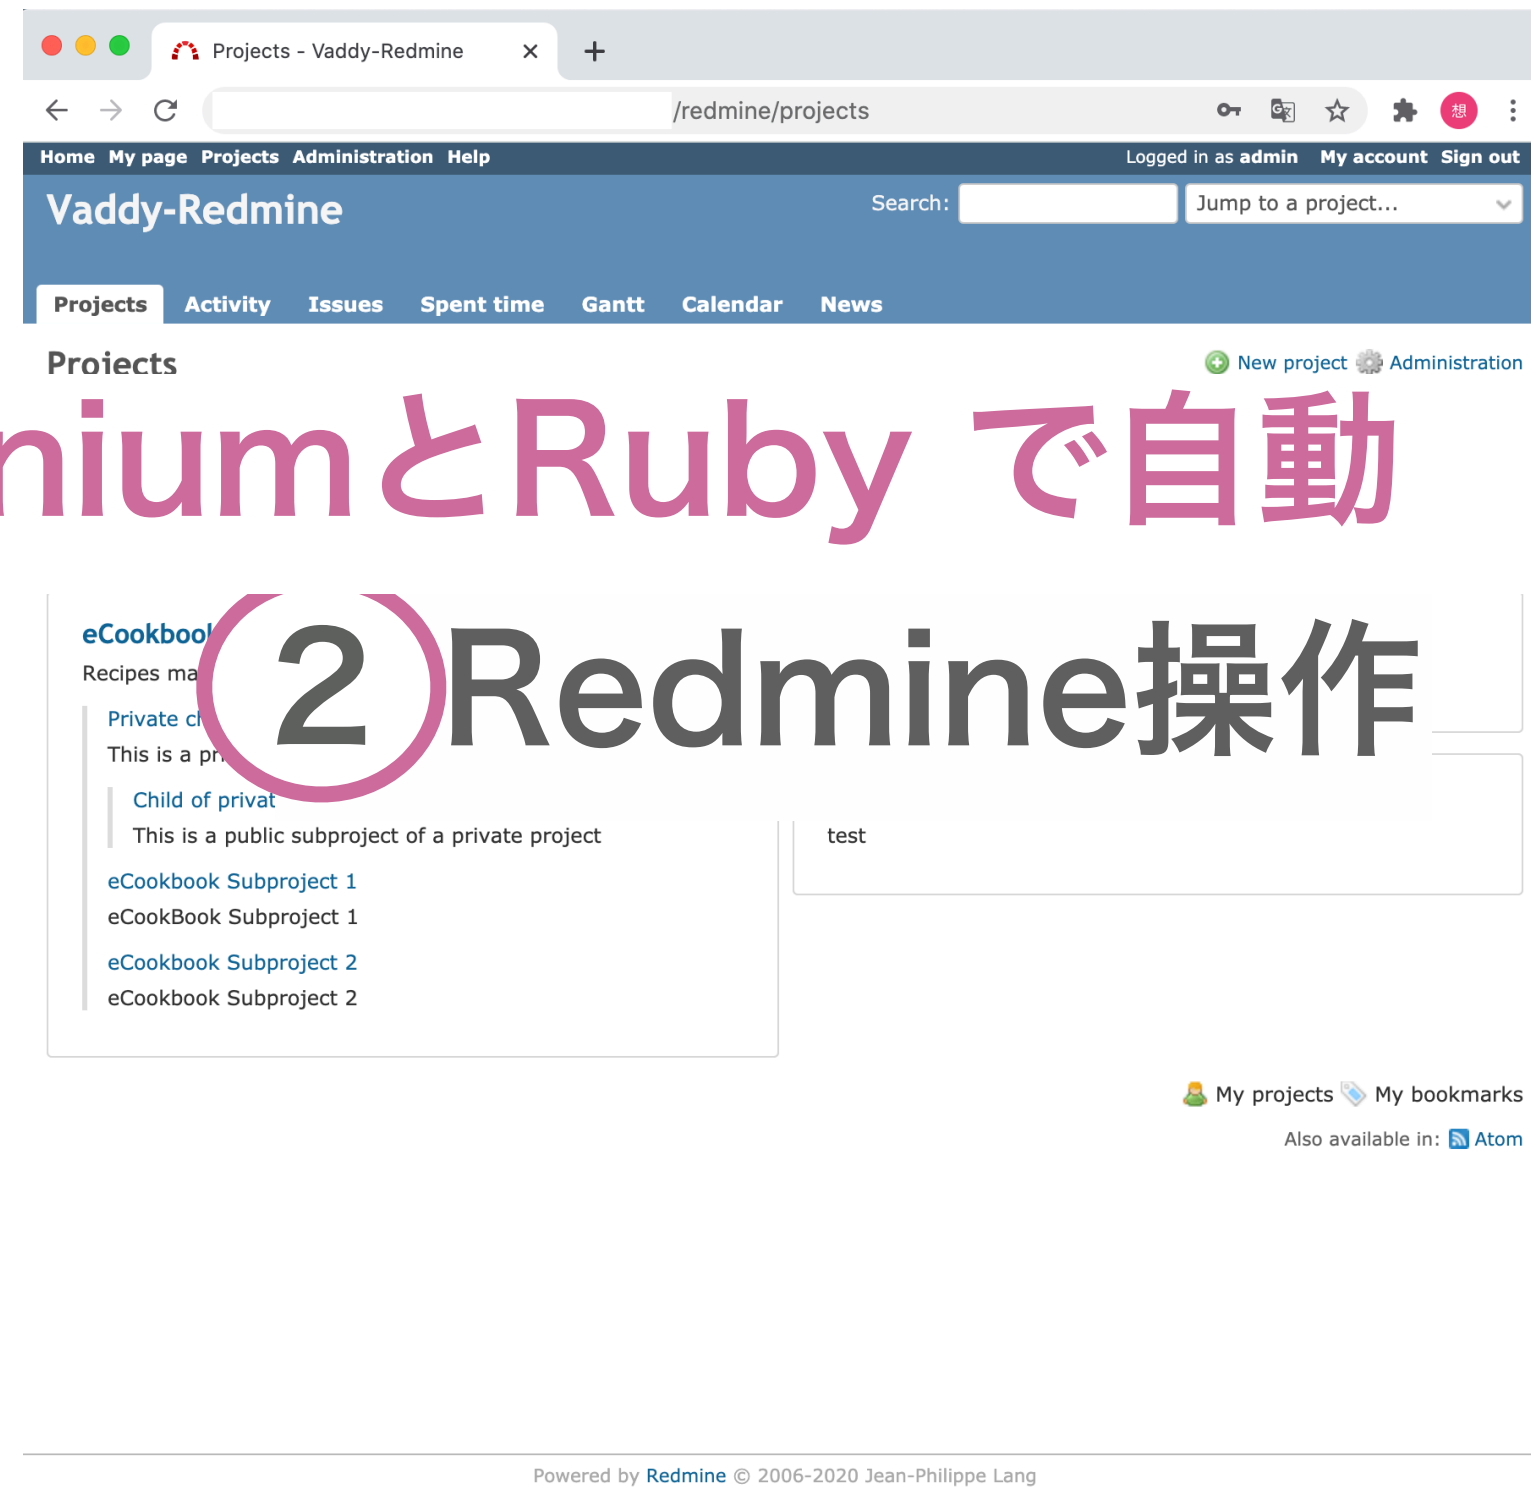 Projects - Vaddy-Redmine
/redmine/projects
想
Home My page Projects Administration Help
Logged in as admin My account Sign out
Vaddy-Redmine
Search:
Jump to a project...
Projects Activity Issues Spent time Gantt Calendar News
Projects
New project Administration
niumとRuby で自動
2 Redmine操作
eCookbook
Recipes ma
Private ch
This is a pr
Child of privat
This is a public subproject of a private project
eCookbook Subproject 1
eCookBook Subproject 1
eCookbook Subproject 2
eCookbook Subproject 2
test
My projects My bookmarks
Also available in: Atom
Powered by Redmine © 2006-2020 Jean-Philippe Lang